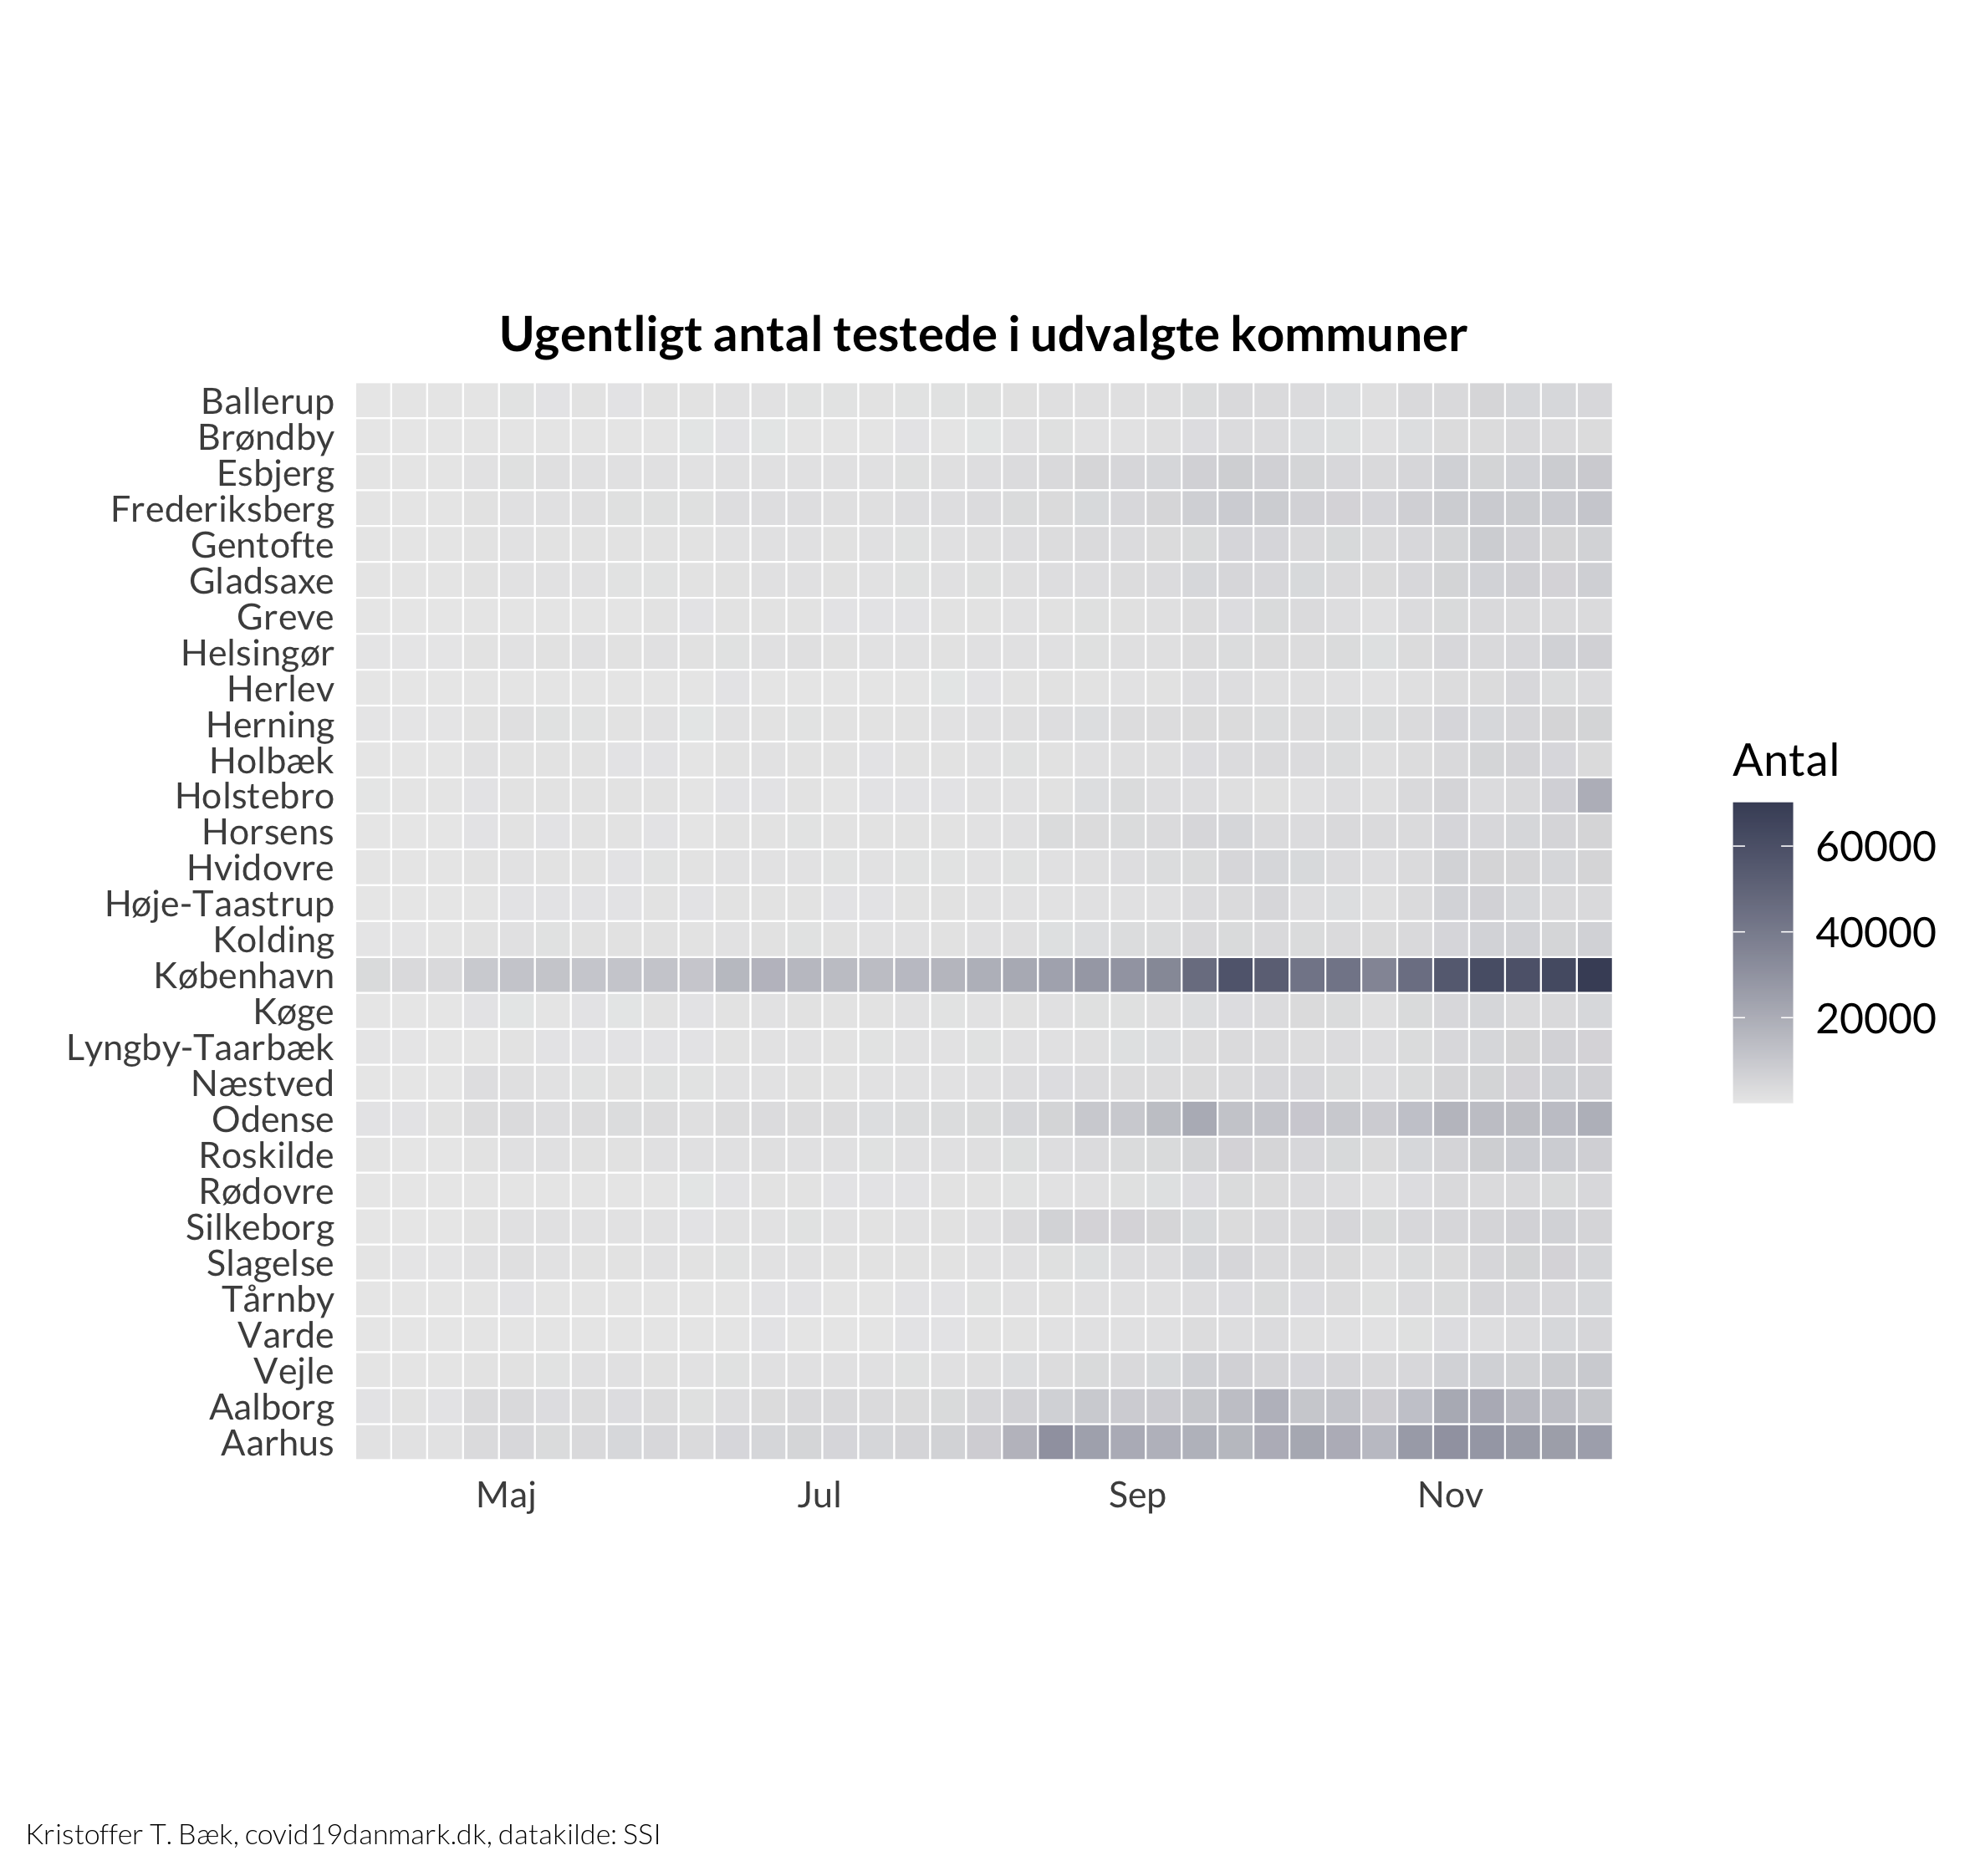 Ugentligt antal testede i udvalgte kommuner
Ballerup
Brøndby
Esbjerg
Frederiksberg
Gentofte
Gladsaxe
Greve
Helsingør
Herlev
Herning
Holbæk
Holstebro
Horsens
Hvidovre
Høje-Taastrup
Kolding
København
Køge
Lyngby-Taarbæk
Næstved
Odense
Roskilde
Rødovre
Silkeborg
Slagelse
Tårnby
Varde
Vejle
Aalborg
Aarhus
Maj Jul Sep Nov
Antal
60000
40000
20000
Kristoffer T. Bæk, covid19danmark.dk, datakilde: SSI